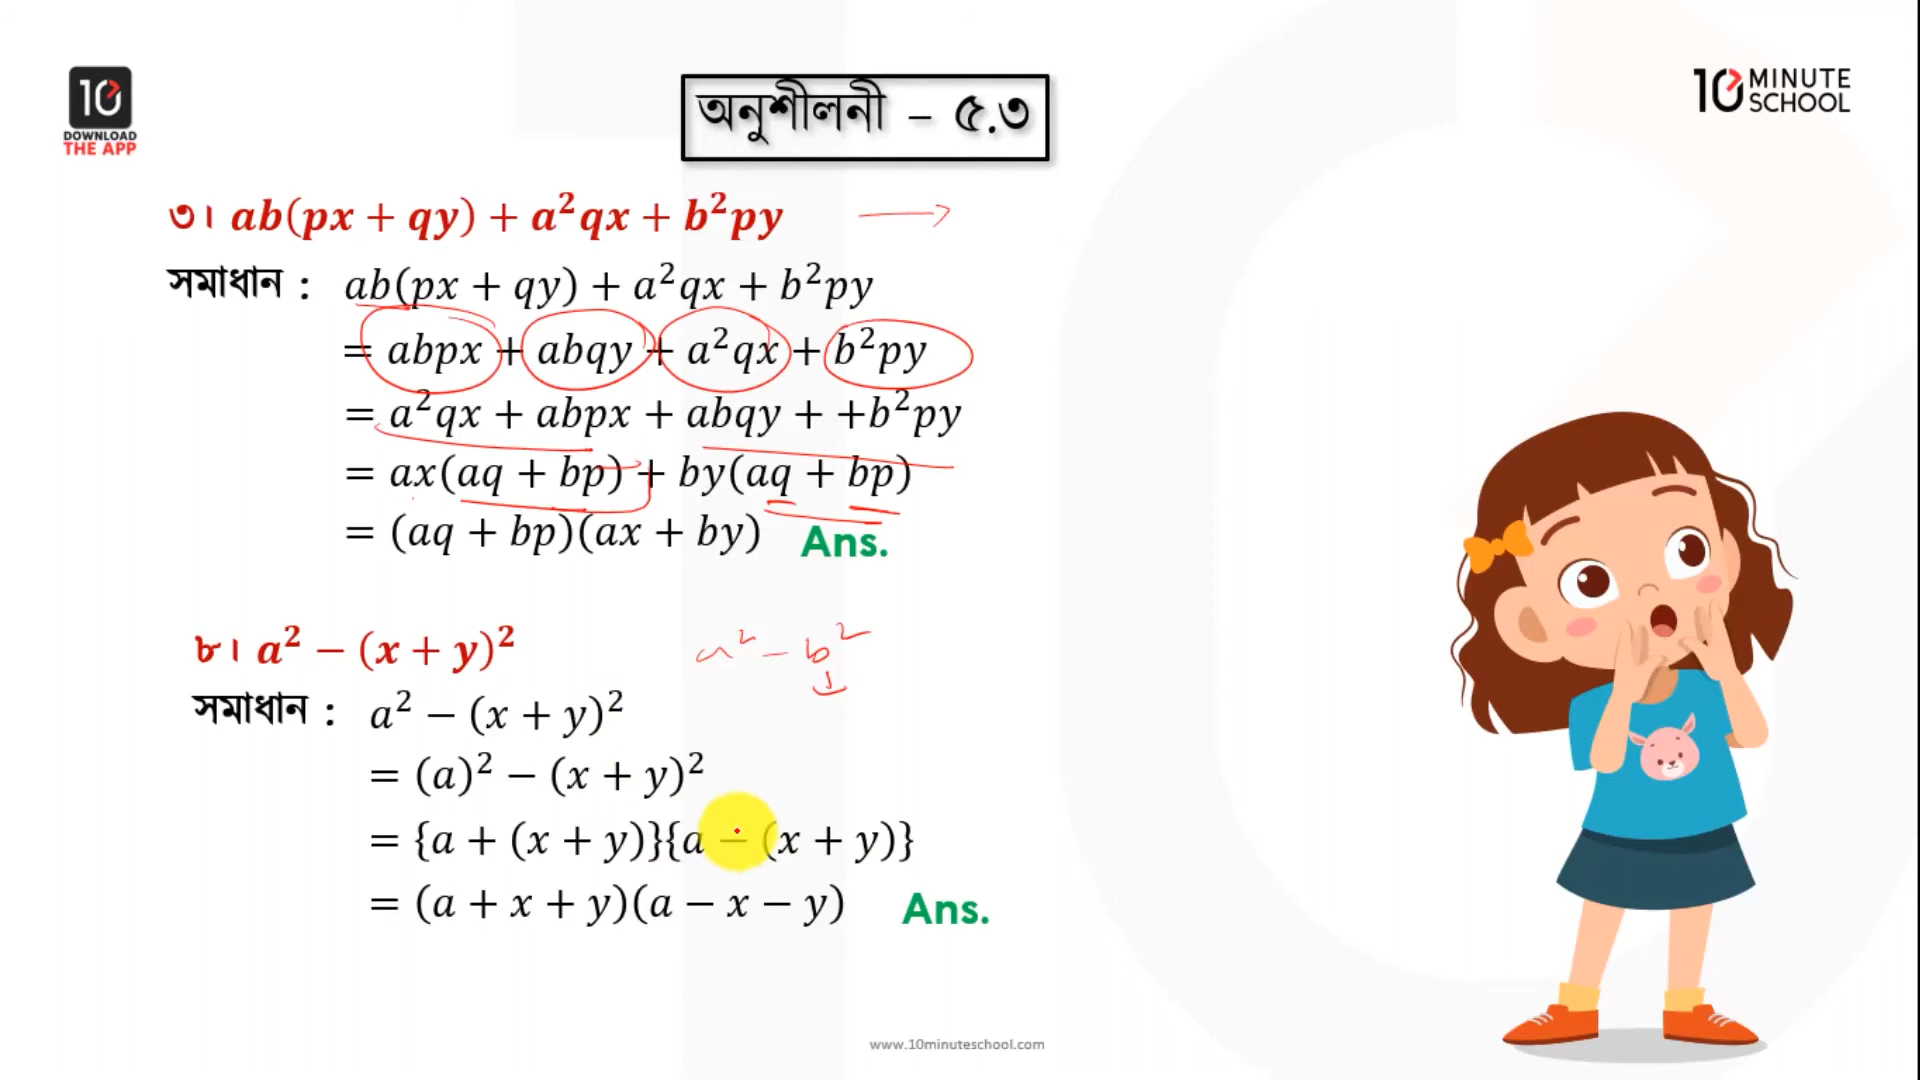 10
DOWNLOAD
THE APP
অনুশীলনী – ৫.৩
10 MINUTE
SCHOOL
৩। ab(px + qy) + a²qx + b²py
সমাধান : ab(px + qy) + a²qx + b²py
= abpx + abqy + a²qx + b²py
= a²qx + abpx + abqy + +b²py
= ax(aq + bp) + by(aq + bp)
= (aq + bp)(ax + by) Ans.
৮। a² − (x + y)² a² − b²
সমাধান : a² − (x + y)²
= (a)² − (x + y)²
= {a + (x + y)}{a − (x + y)}
= (a + x + y)(a − x − y) Ans.
www.10minuteschool.com